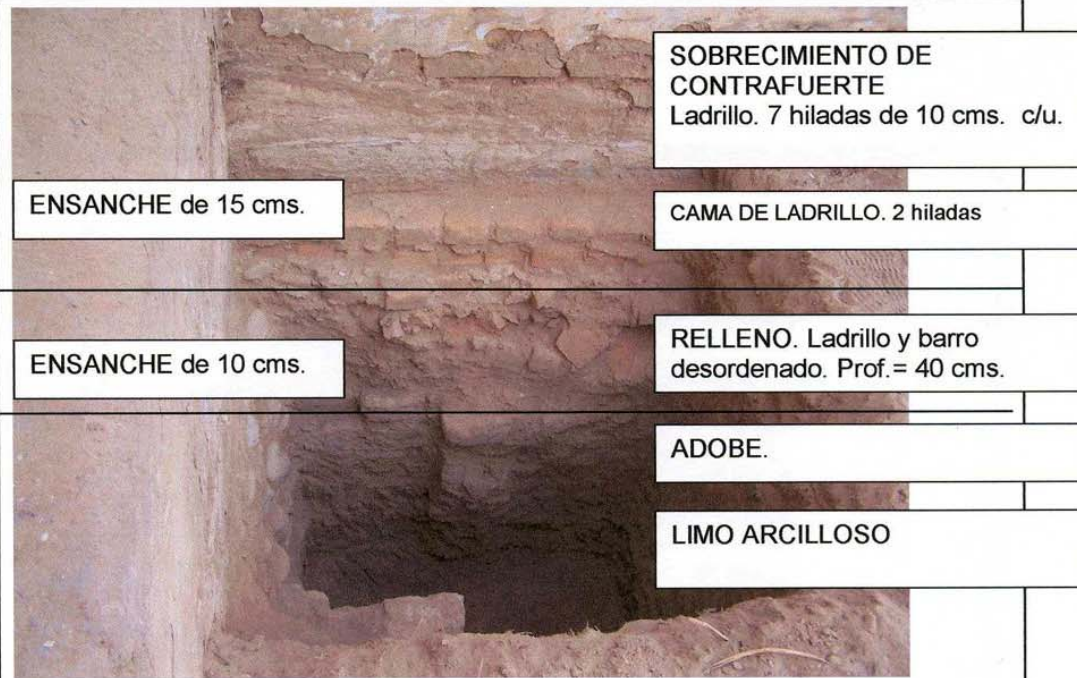 SOBRECIMIENTO DE
CONTRAFUERTE
Ladrillo. 7 hiladas de 10 cms. c/u.
ENSANCHE de 15 cms.
CAMA DE LADRILLO. 2 hiladas
ENSANCHE de 10 cms.
RELLENO. Ladrillo y barro
desordenado. Prof.= 40 cms.
ADOBE.
LIMO ARCILLOSO